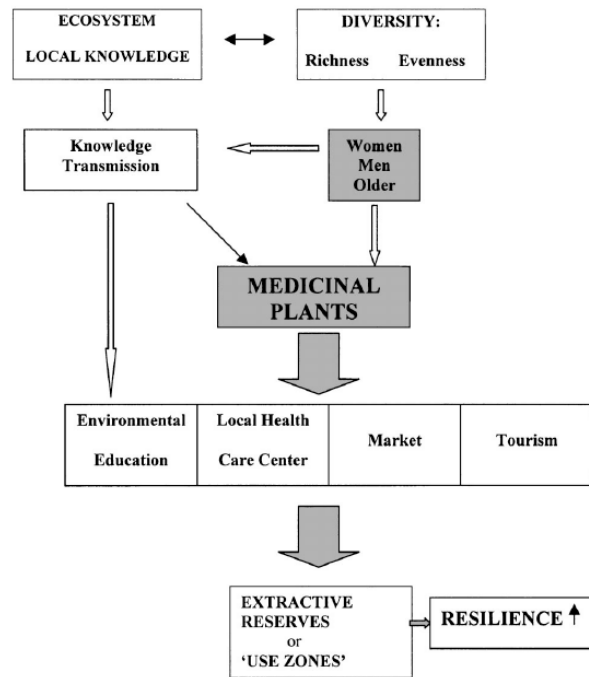 ECOSYSTEM
LOCAL KNOWLEDGE
DIVERSITY:
Richness Evenness
Knowledge
Transmission
Women
Men
Older
MEDICINAL
PLANTS
Environmental
Education
Local Health
Care Center
Market
Tourism
EXTRACTIVE
RESERVES
or
‘USE ZONES’
RESILIENCE